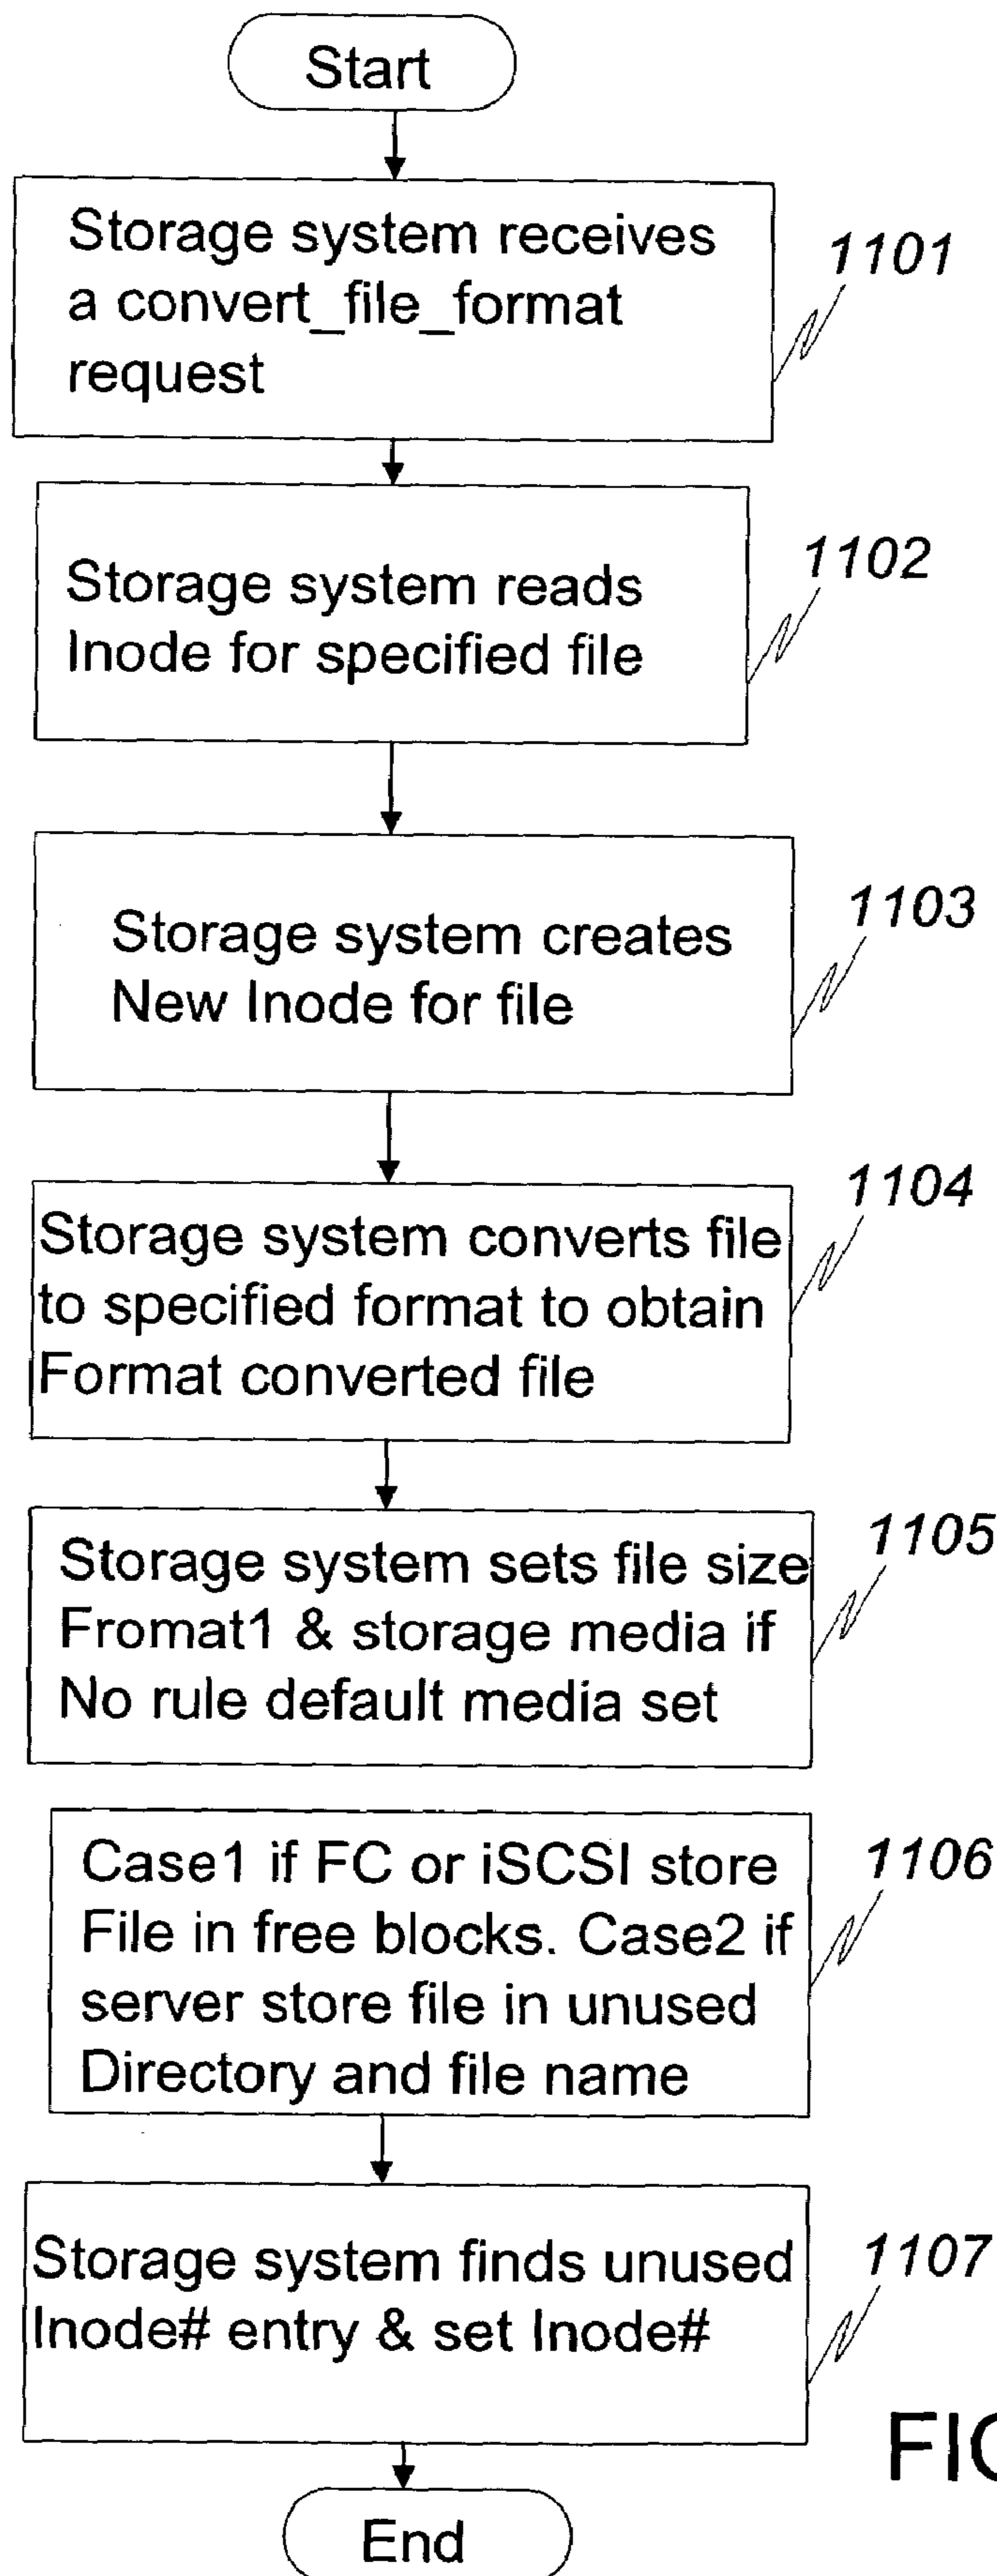 Start
Storage system receives
a convert_file_format
request
1101
Storage system reads
Inode for specified file
1102
Storage system creates
New Inode for file
1103
Storage system converts file
to specified format to obtain
Format converted file
1104
Storage system sets file size
Fromat1 & storage media if
No rule default media set
1105
Case1 if FC or iSCSI store
File in free blocks. Case2 if
server store file in unused
Directory and file name
1106
Storage system finds unused
Inode# entry & set Inode#
1107
End